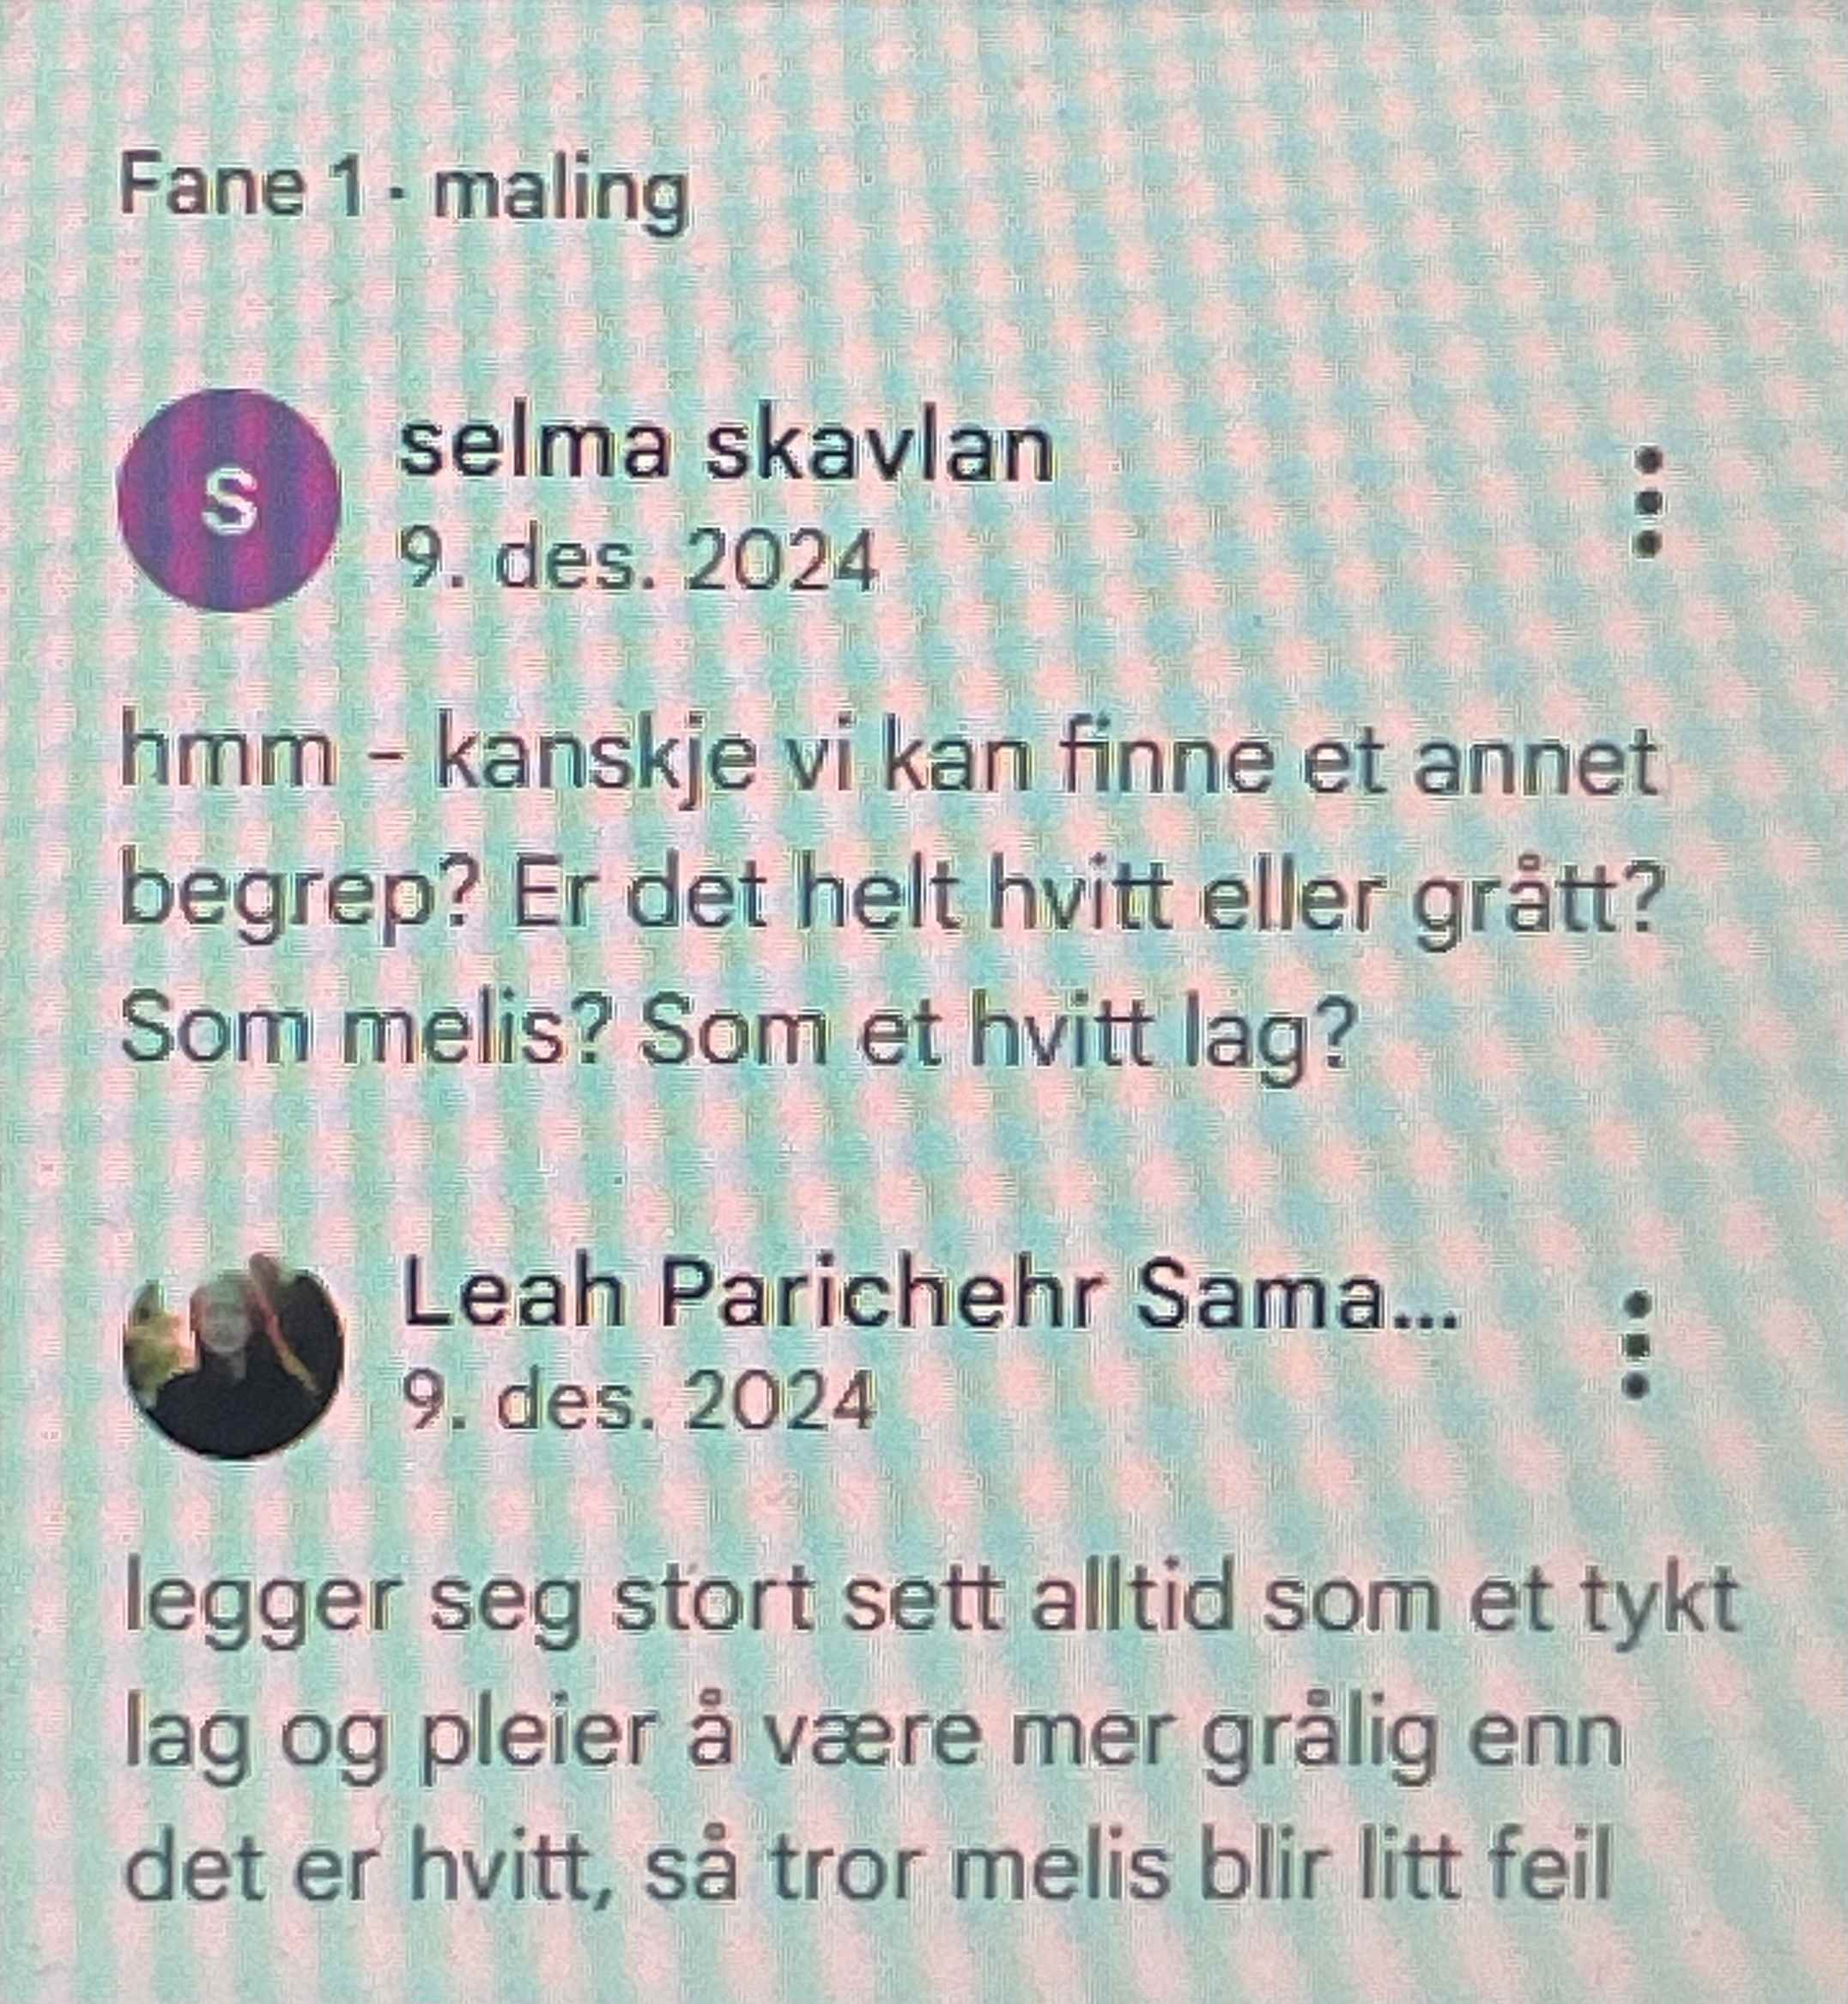 Fane 1 · maling
S
selma skavlan
9. des. 2024
hmm - kanskje vi kan finne et annet
begrep? Er det helt hvitt eller grått?
Som melis? Som et hvitt lag?
Leah Parichehr Sama...
9. des. 2024
legger seg stort sett alltid som et tykt
lag og pleier å være mer grålig enn
det er hvitt, så tror melis blir litt feil